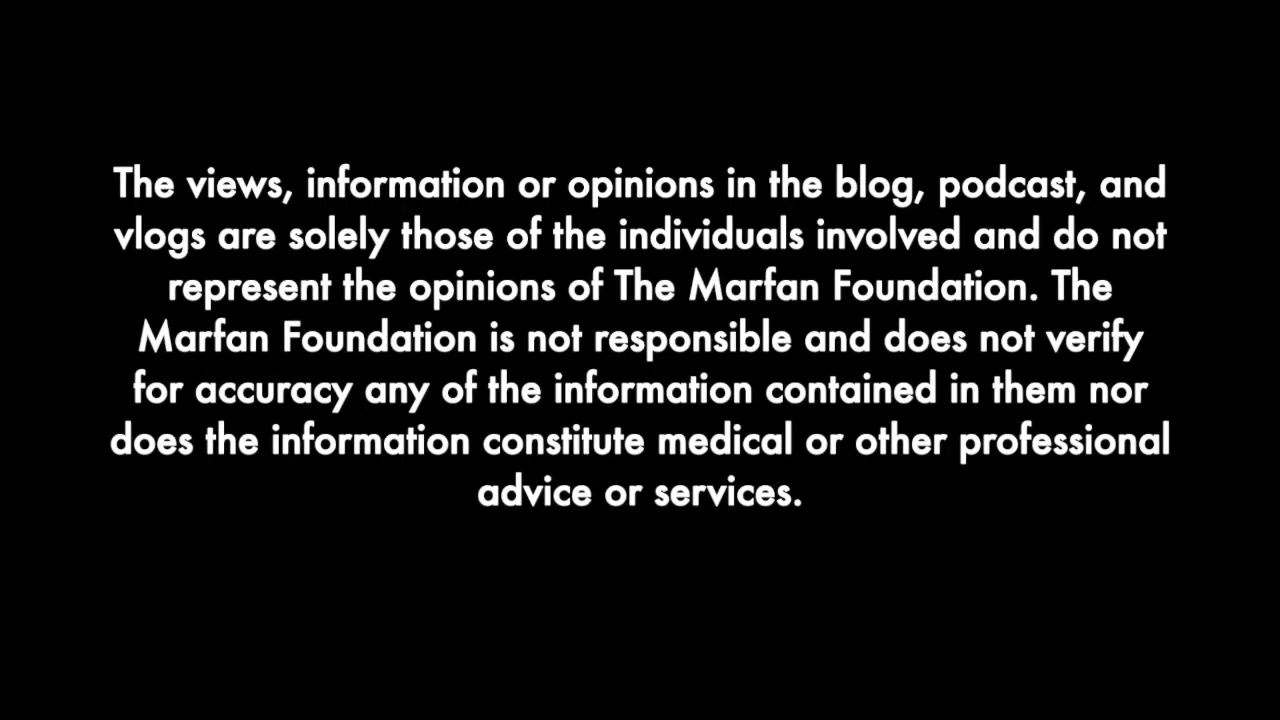 The views, information or opinions in the blog, podcast, and
vlogs are solely those of the individuals involved and do not
represent the opinions of The Marfan Foundation. The
Marfan Foundation is not responsible and does not verify
for accuracy any of the information contained in them nor
does the information constitute medical or other professional
advice or services.